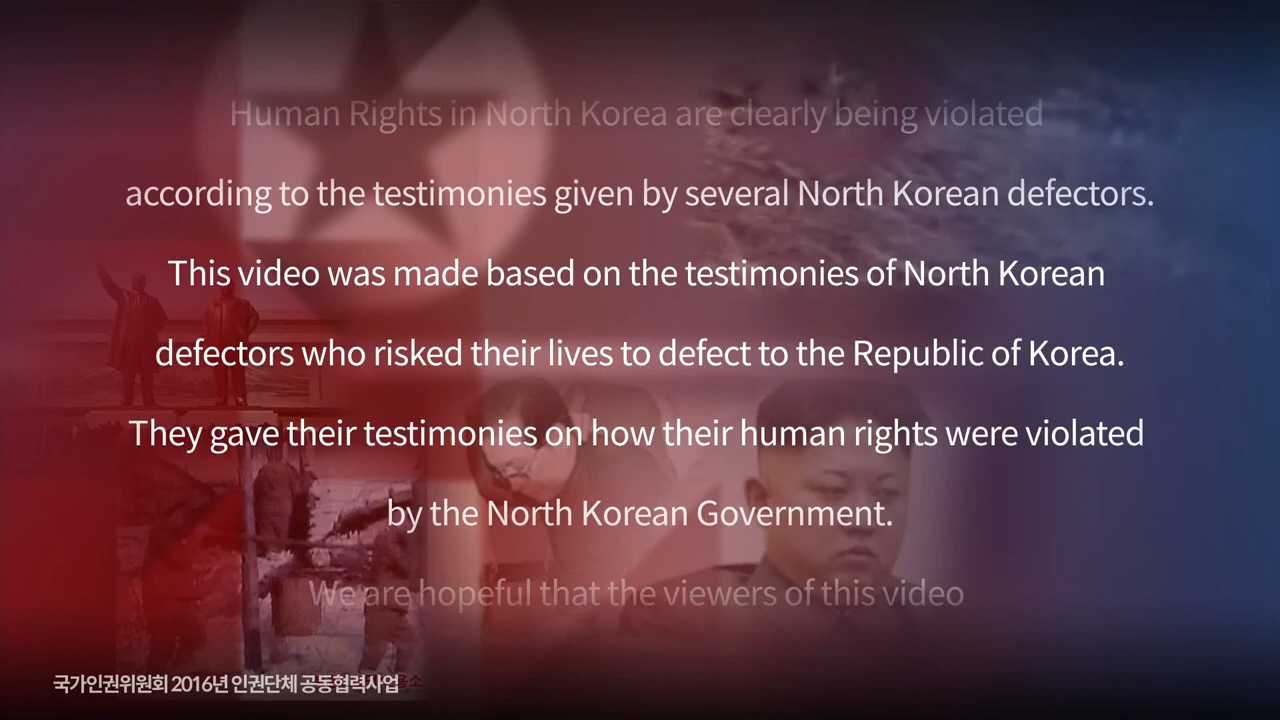 Human Rights in North Korea are clearly being violated
according to the testimonies given by several North Korean defectors.
This video was made based on the testimonies of North Korean
defectors who risked their lives to defect to the Republic of Korea.
They gave their testimonies on how their human rights were violated
by the North Korean Government.
We are hopeful that the viewers of this video
국가인권위원회 2016년 인권단체 공동협력사업